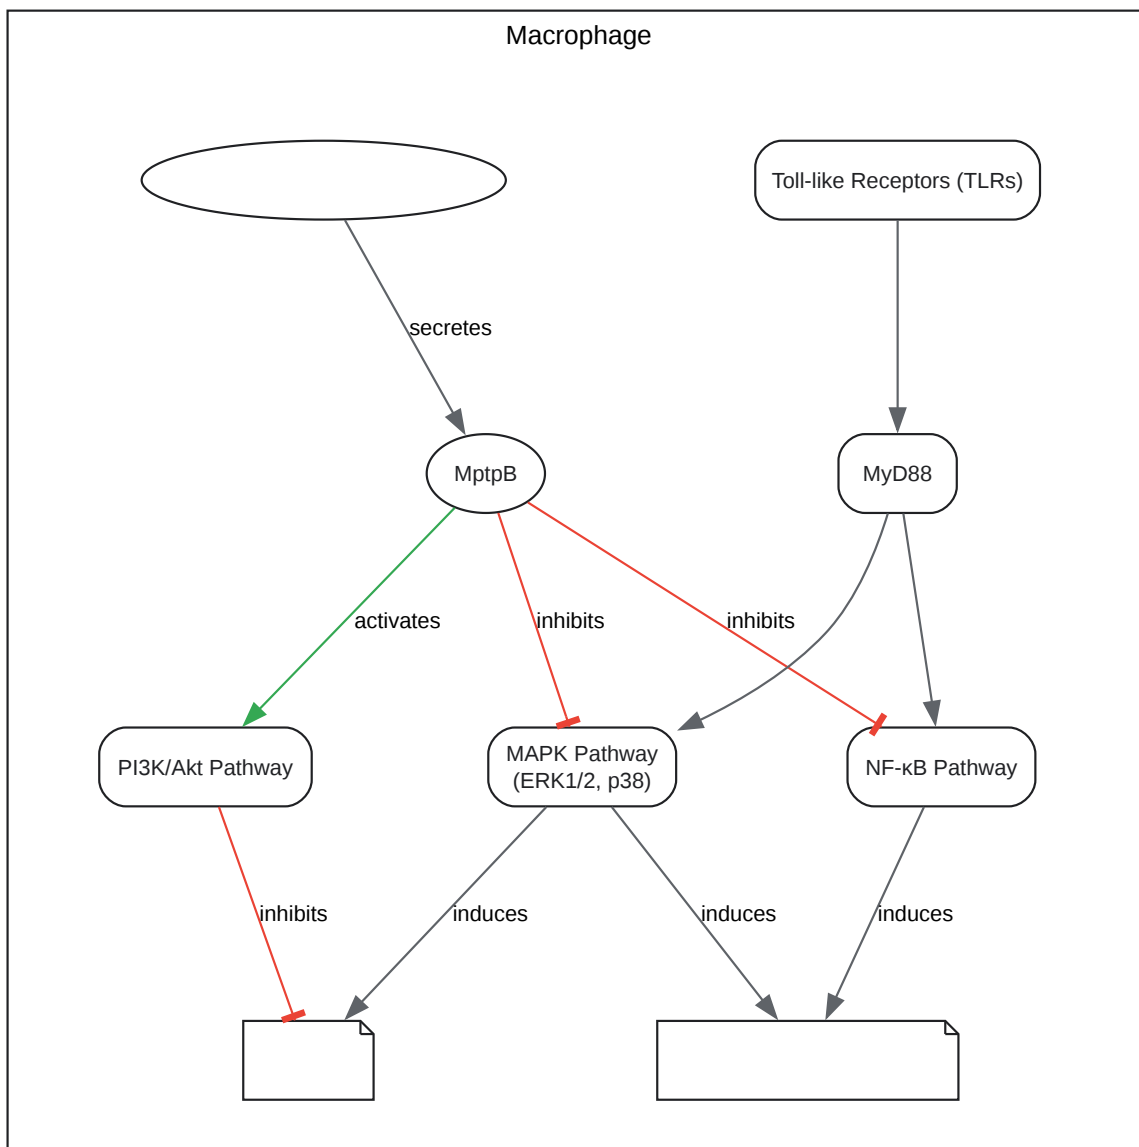 Macrophage
Toll-like Receptors (TLRs)
secretes
MptpB
MyD88
activates
inhibits
inhibits
PI3K/Akt Pathway
MAPK Pathway
(ERK1/2, p38)
NF-κB Pathway
inhibits
induces
induces
induces